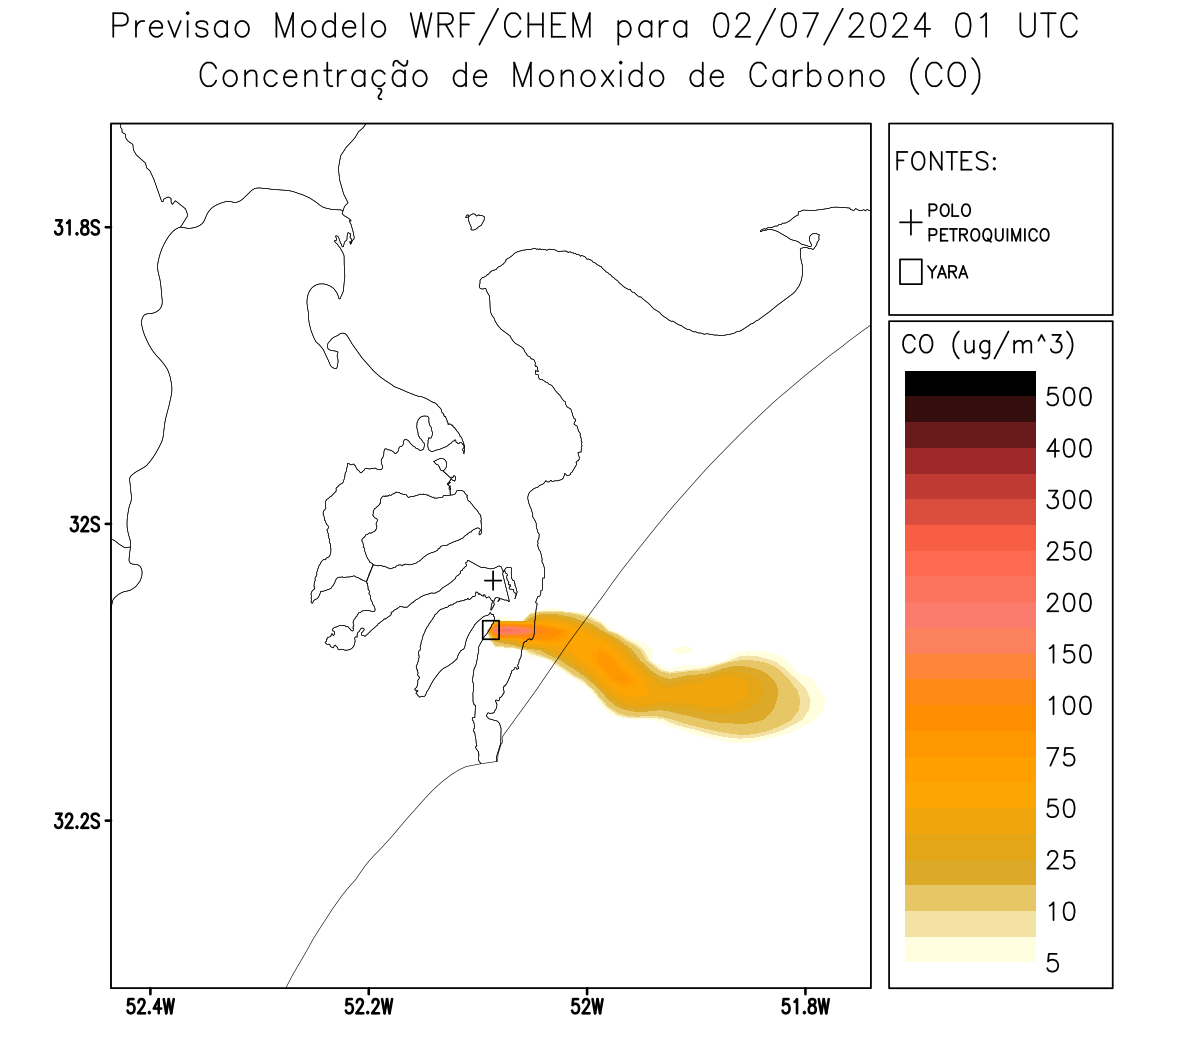 Previsao Modelo WRF/CHEM para 02/07/2024 01 UTC
Concentração de Monoxido de Carbono (CO)
FONTES:
POLO
PETROQUIMICO
YARA
CO (ug/m^3)
500
400
300
250
200
150
100
75
50
25
10
5
31.8S
32S
32.2S
52.4W
52.2W
52W
51.8W